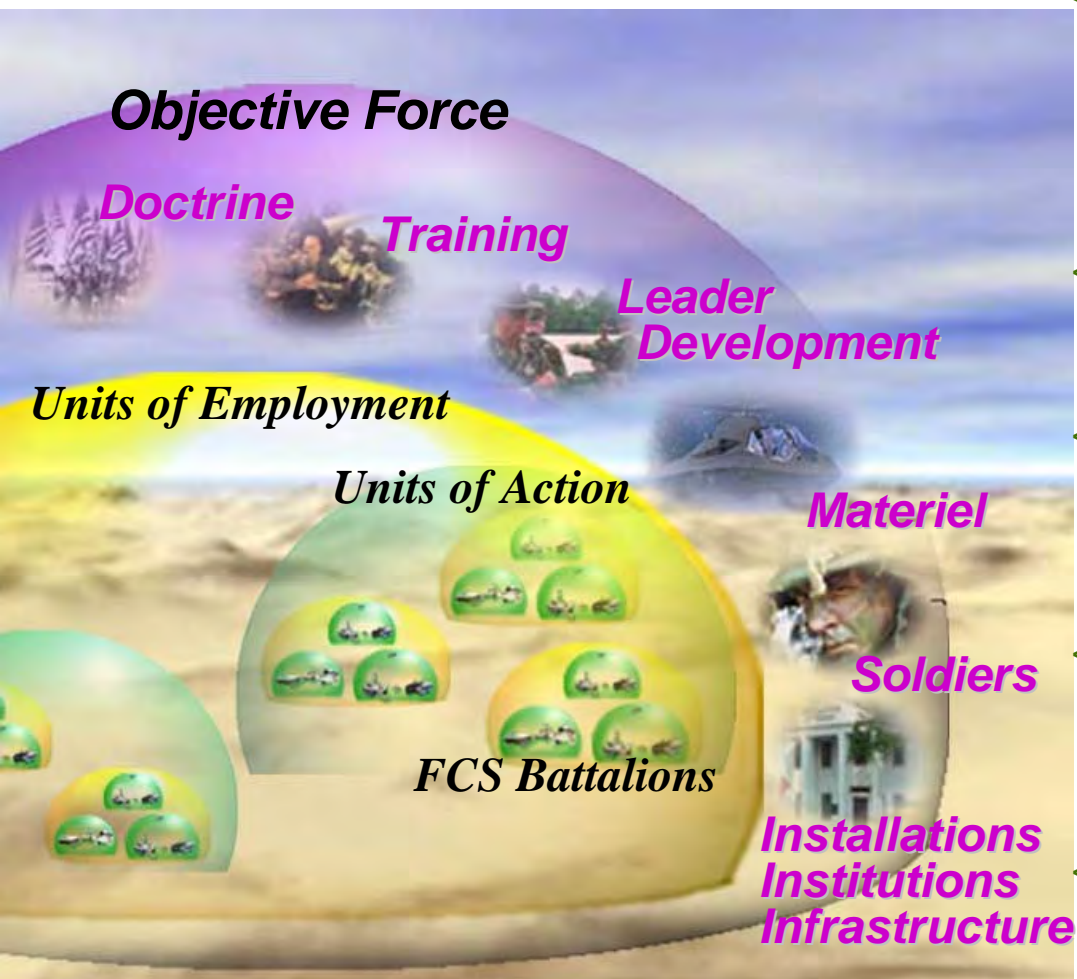 Objective Force
Doctrine
Training
Leader
Development
Units of Employment
Units of Action
Materiel
Soldiers
FCS Battalions
Installations
Institutions
Infrastructure